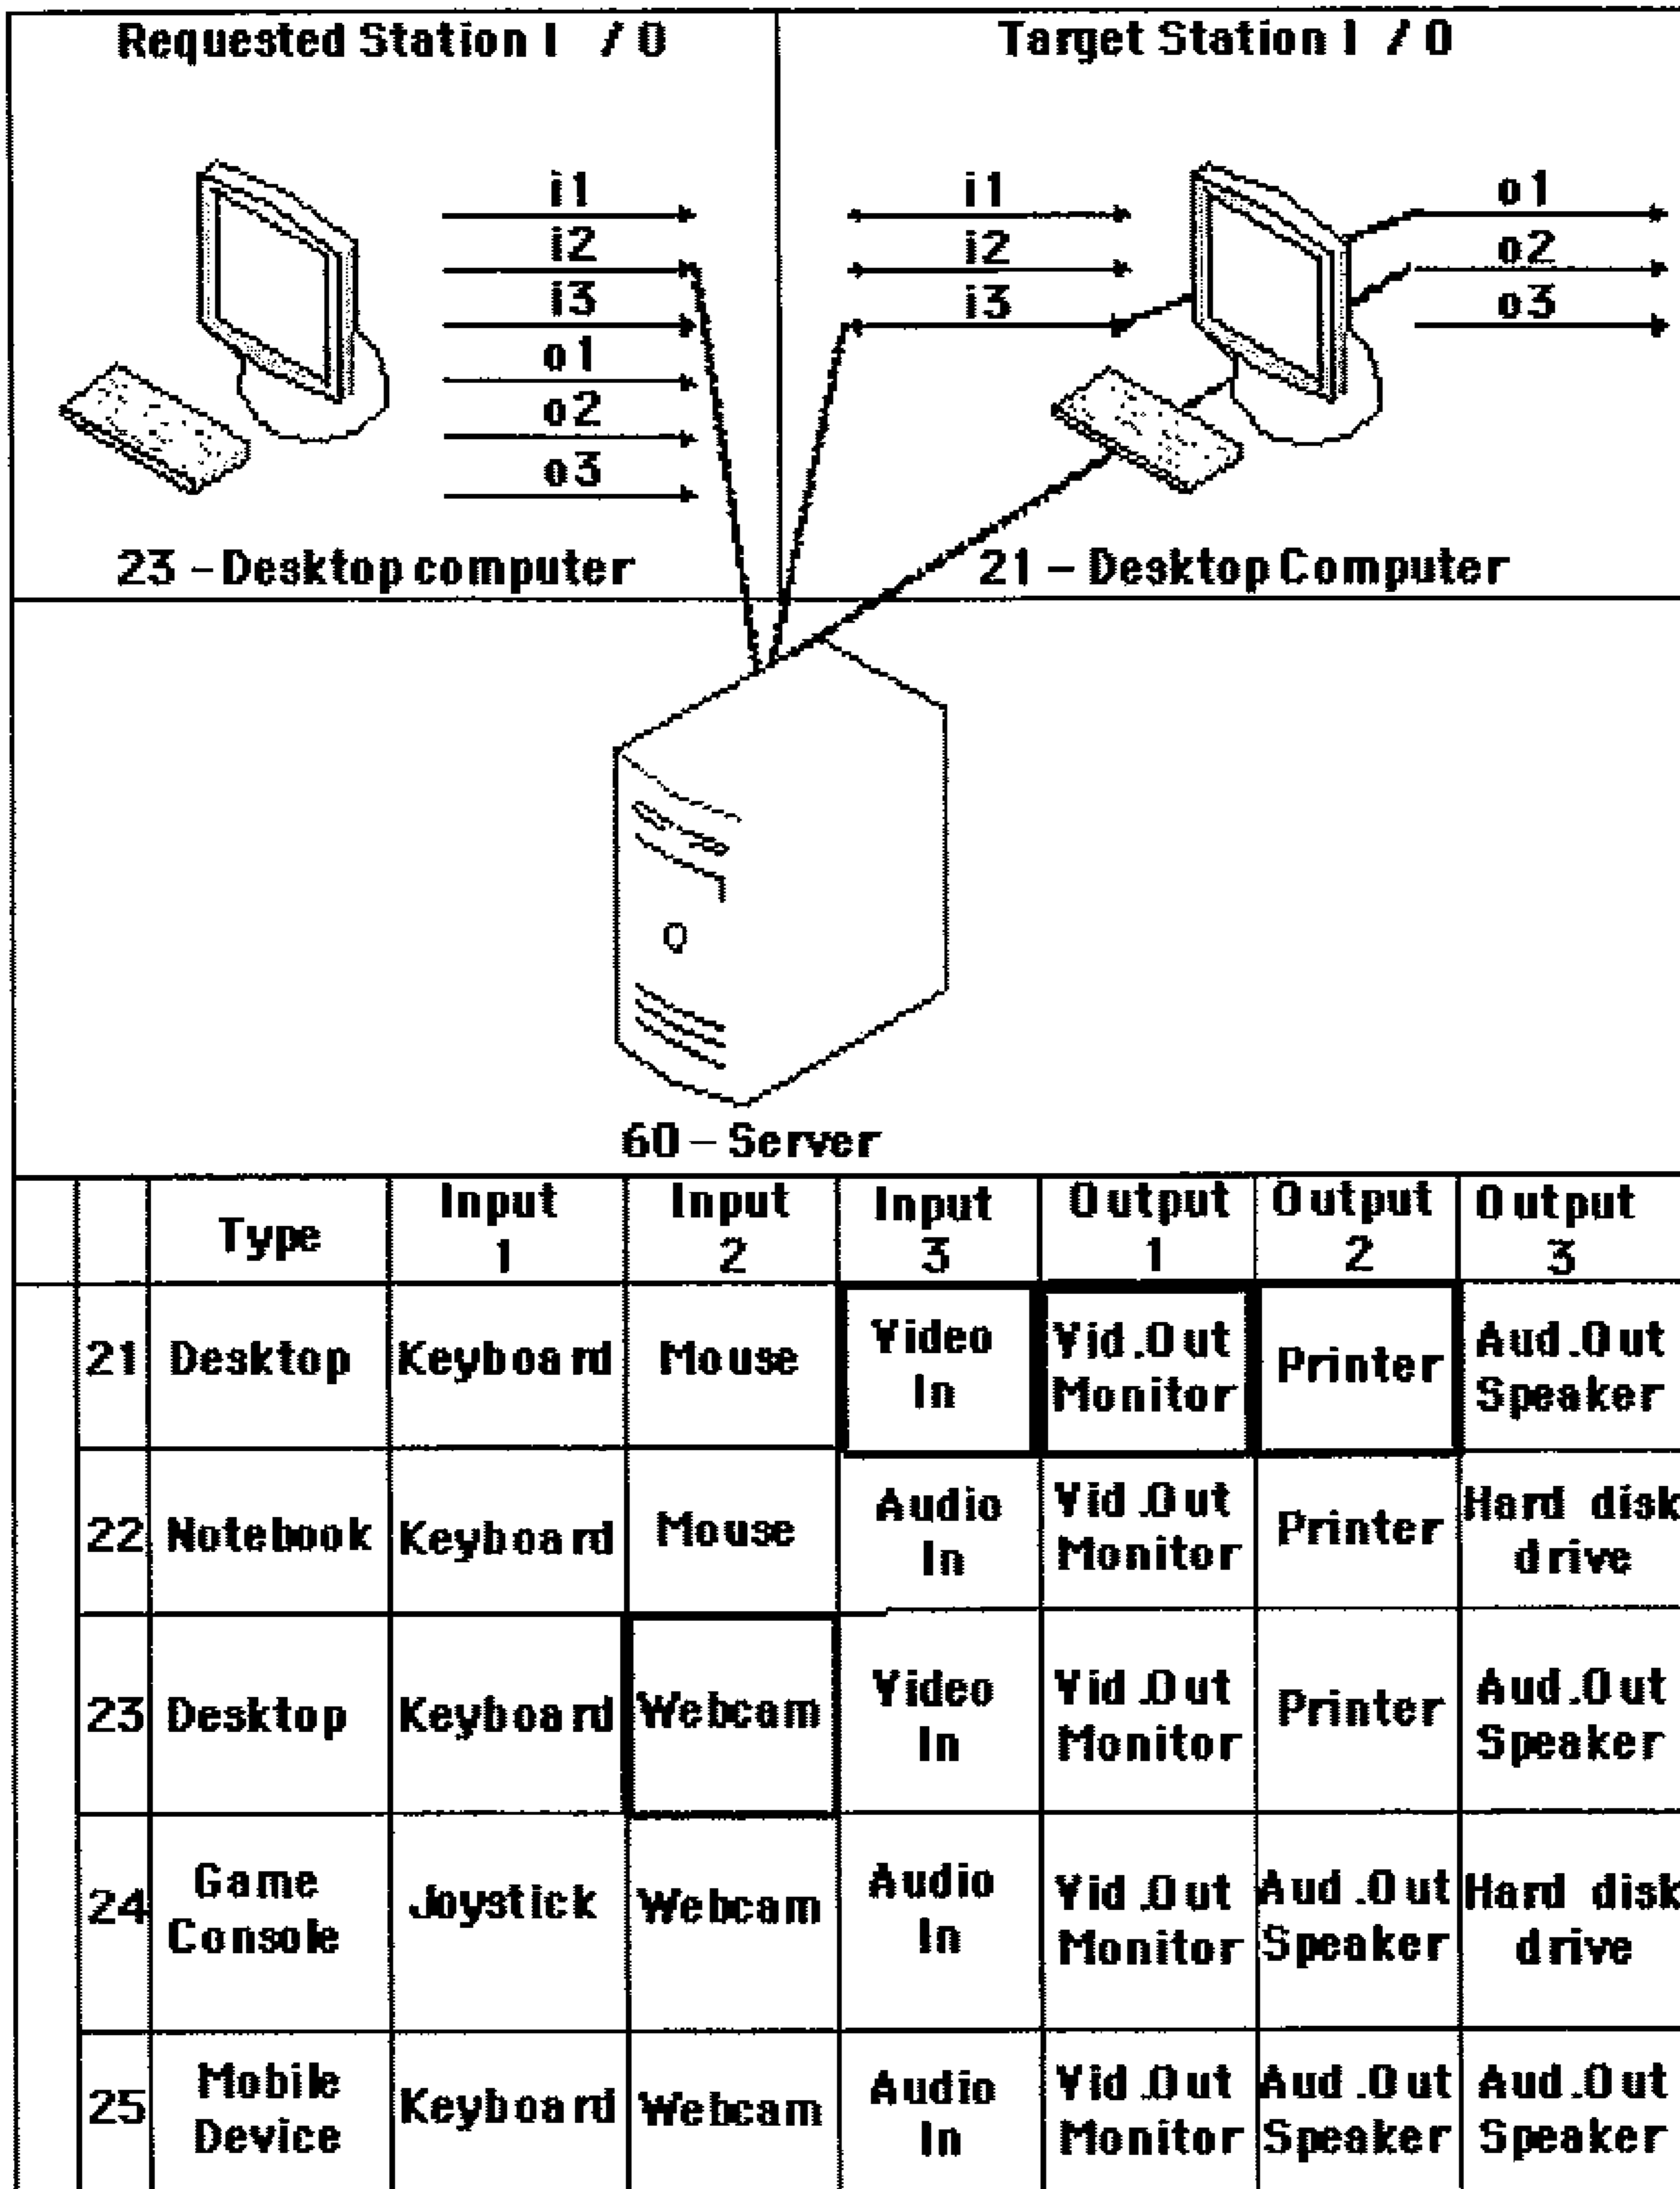 Requested Station I / O
Target Station I / O
i1
i2
i3
o1
o2
o3
i1
i2
i3
o1
o2
o3
23 – Desktop computer
21 – Desktop Computer
60 – Server
Type
Input 1
Input 2
Input 3
Output 1
Output 2
Output 3
21
Desktop
Keyboard
Mouse
Video In
Vid.Out Monitor
Printer
Aud.Out Speaker
22
Notebook
Keyboard
Mouse
Audio In
Vid.Out Monitor
Printer
Hard disk drive
23
Desktop
Keyboard
Webcam
Video In
Vid.Out Monitor
Printer
Aud.Out Speaker
24
Game Console
Joystick
Webcam
Audio In
Vid.Out Monitor
Aud.Out Speaker
Hard disk drive
25
Mobile Device
Keyboard
Webcam
Audio In
Vid.Out Monitor
Aud.Out Speaker
Aud.Out Speaker